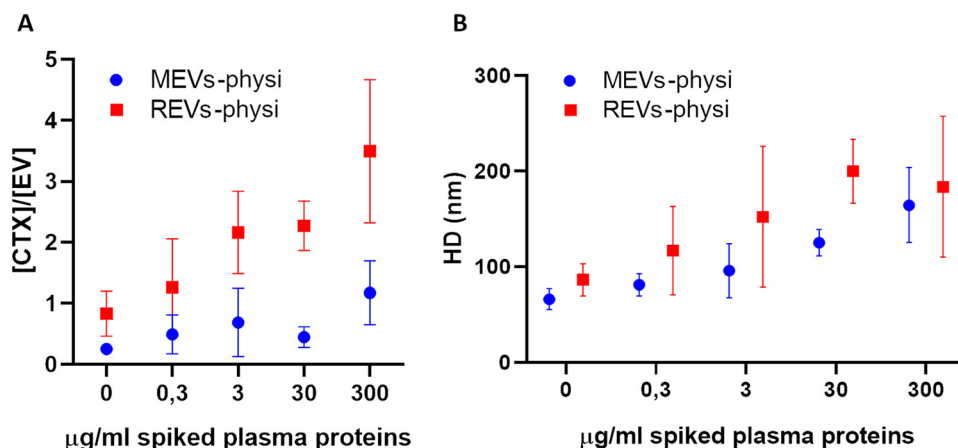 A
5
4
3
2
1
0
[CTX]/[EV]
MEVs-physi
REVs-physi
0 0,3 3 30 300
μg/ml spiked plasma proteins
B
300
200
100
0
HD (nm)
MEVs-physi
REVs-physi
0 0,3 3 30 300
μg/ml spiked plasma proteins